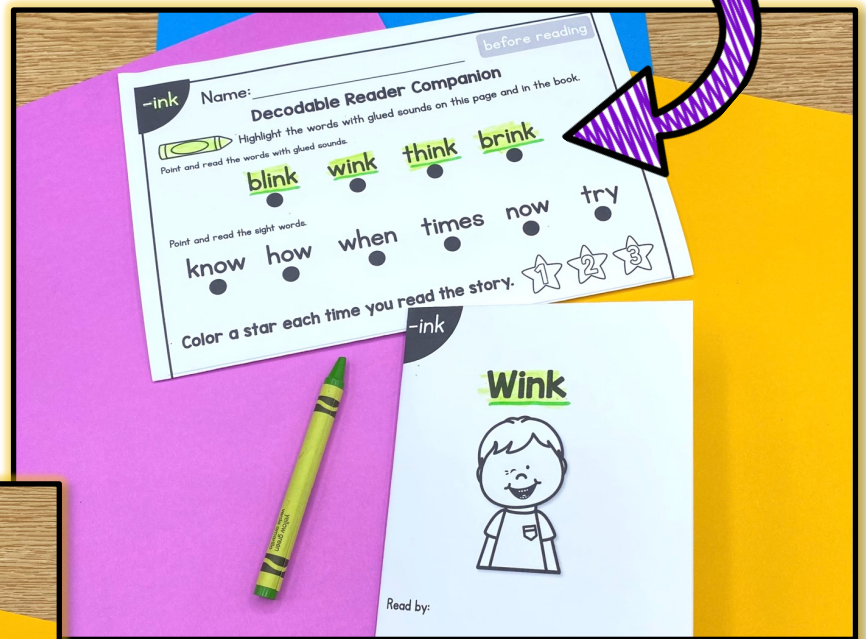 before reading
-ink
Name:
Decodable Reader Companion
Highlight the words with glued sounds on this page and in the book.
Point and read the words with glued sounds.
blink wink think brink
Point and read the sight words.
know how when times now try
Color a star each time you read the story.
1 2 3
-ink
Wink
yellow green
Read by: